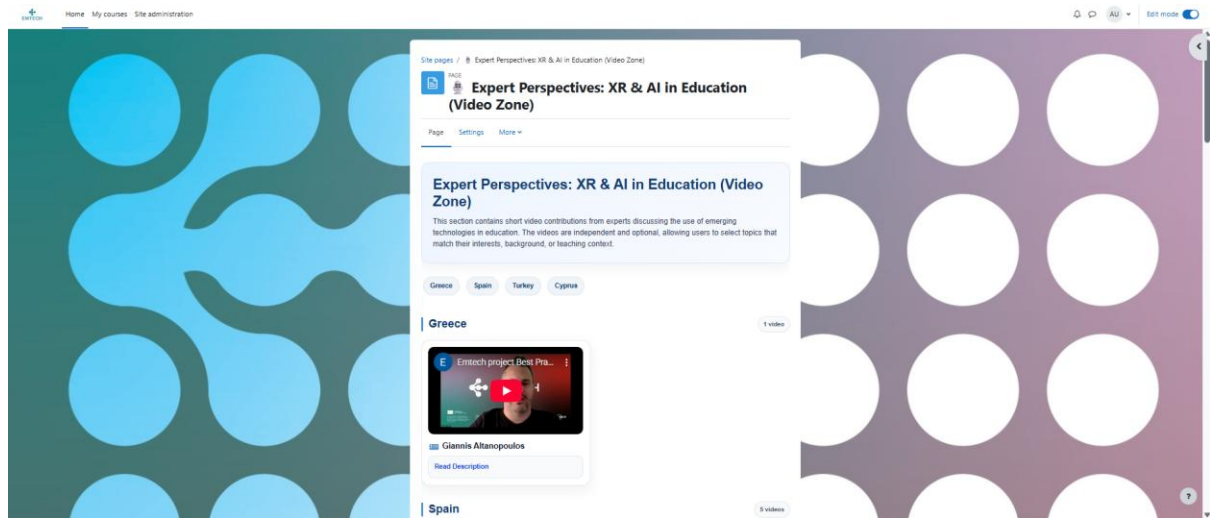 EMTECH
Home My courses Site administration
AU
Edit mode
Site pages / Expert Perspectives: XR & AI in Education (Video Zone)
PAGE
Expert Perspectives: XR & AI in Education
(Video Zone)
Page Settings More
Expert Perspectives: XR & AI in Education (Video
Zone)
This section contains short video contributions from experts discussing the use of emerging
technologies in education. The videos are independent and optional, allowing users to select topics that
match their interests, background, or teaching context.
Greece Spain Turkey Cyprus
Greece
1 video
E
Emtech project Best Pra...
Giannis Altanopoulos
Read Description
Spain
5 videos
?